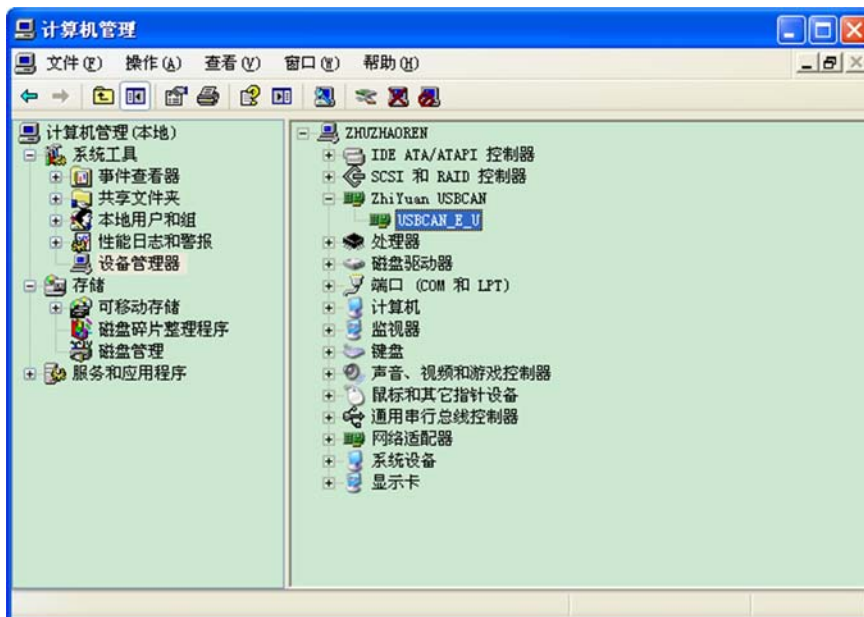 计算机管理
文件(F) 操作(A) 查看(V) 窗口(W) 帮助(H)
计算机管理(本地)
系统工具
事件查看器
共享文件夹
本地用户和组
性能日志和警报
设备管理器
存储
可移动存储
磁盘碎片整理程序
磁盘管理
服务和应用程序
ZHUZHAOREN
IDE ATA/ATAPI 控制器
SCSI 和 RAID 控制器
ZhiYuan USBCAN
USBCAN_E_U
处理器
磁盘驱动器
端口 (COM 和 LPT)
计算机
监视器
键盘
声音、视频和游戏控制器
鼠标和其它指针设备
通用串行总线控制器
网络适配器
系统设备
显示卡